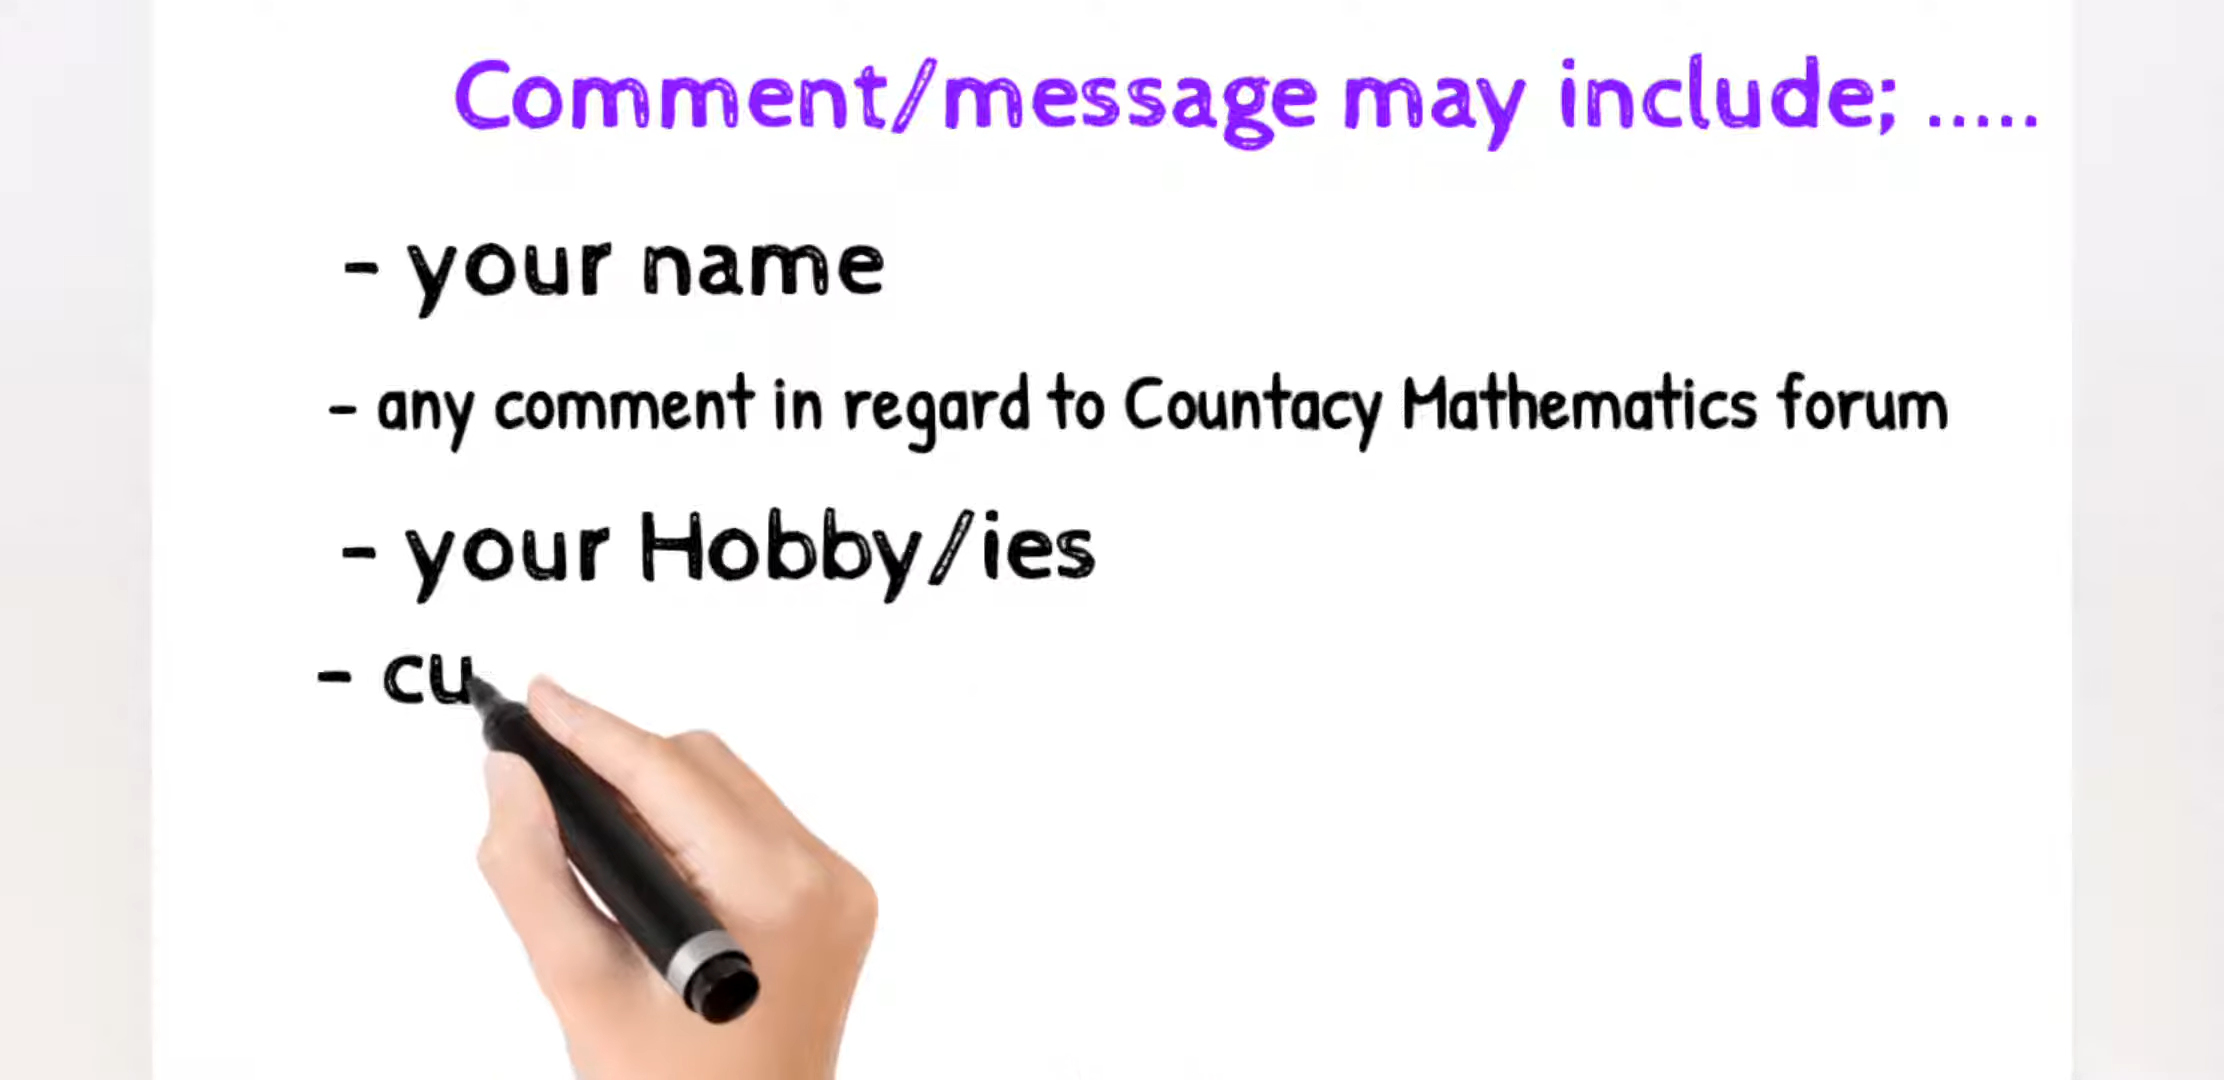 Comment/message may include; .....
- your name
- any comment in regard to Countacy Mathematics forum
- your Hobby/ies
- cu